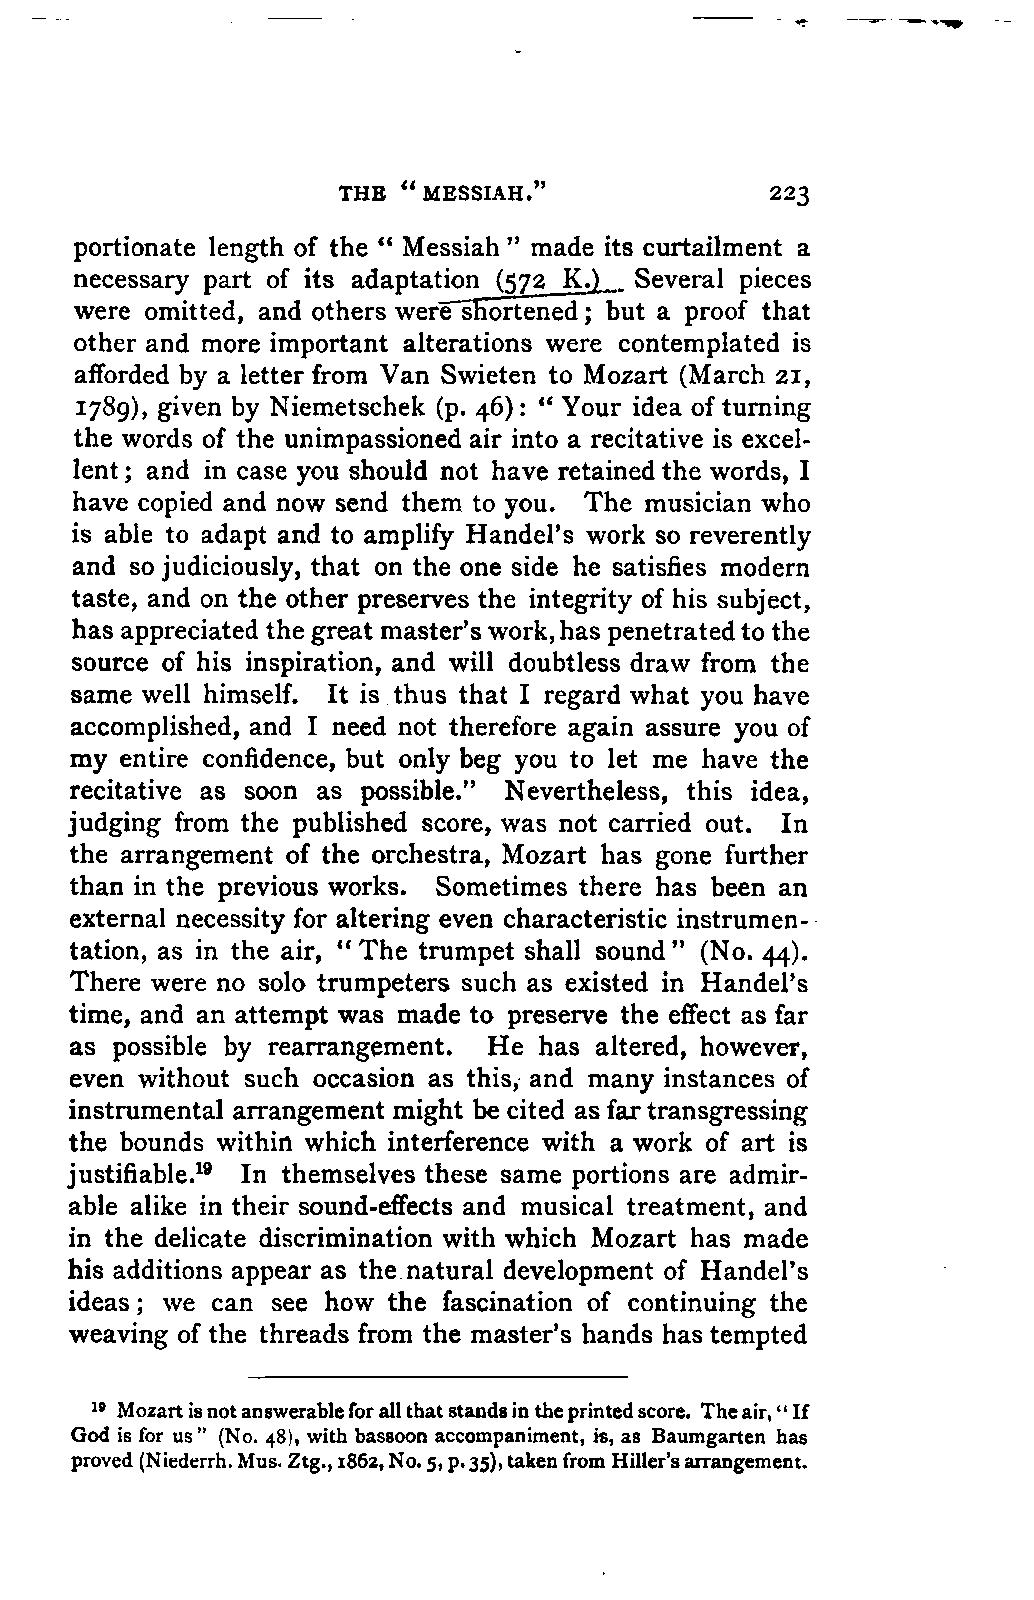 THE “MESSIAH.” 223
portionate length of the “ Messiah ” made its curtailment a
necessary part of its adaptation (572 K.) Several pieces
were omitted, and others were shortened ; but a proof that
other and more important alterations were contemplated is
afforded by a letter from Van Swieten to Mozart (March 21,
1789), given by Niemetschek (p. 46): “ Your idea of turning
the words of the unimpassioned air into a recitative is excel-
lent ; and in case you should not have retained the words, I
have copied and now send them to you. The musician who
is able to adapt and to amplify Handel’s work so reverently
and so judiciously, that on the one side he satisfies modern
taste, and on the other preserves the integrity of his subject,
has appreciated the great master’s work, has penetrated to the
source of his inspiration, and will doubtless draw from the
same well himself. It is thus that I regard what you have
accomplished, and I need not therefore again assure you of
my entire confidence, but only beg you to let me have the
recitative as soon as possible.” Nevertheless, this idea,
judging from the published score, was not carried out. In
the arrangement of the orchestra, Mozart has gone further
than in the previous works. Sometimes there has been an
external necessity for altering even characteristic instrumen-
tation, as in the air, “ The trumpet shall sound ” (No. 44).
There were no solo trumpeters such as existed in Handel’s
time, and an attempt was made to preserve the effect as far
as possible by rearrangement. He has altered, however,
even without such occasion as this, and many instances of
instrumental arrangement might be cited as far transgressing
the bounds within which interference with a work of art is
justifiable.¹⁹ In themselves these same portions are admir-
able alike in their sound-effects and musical treatment, and
in the delicate discrimination with which Mozart has made
his additions appear as the natural development of Handel’s
ideas ; we can see how the fascination of continuing the
weaving of the threads from the master’s hands has tempted
¹⁹ Mozart is not answerable for all that stands in the printed score. The air, “ If
God is for us ” (No. 48), with bassoon accompaniment, is, as Baumgarten has
proved (Niederrh. Mus. Ztg., 1862, No. 5, p. 35), taken from Hiller’s arrangement.